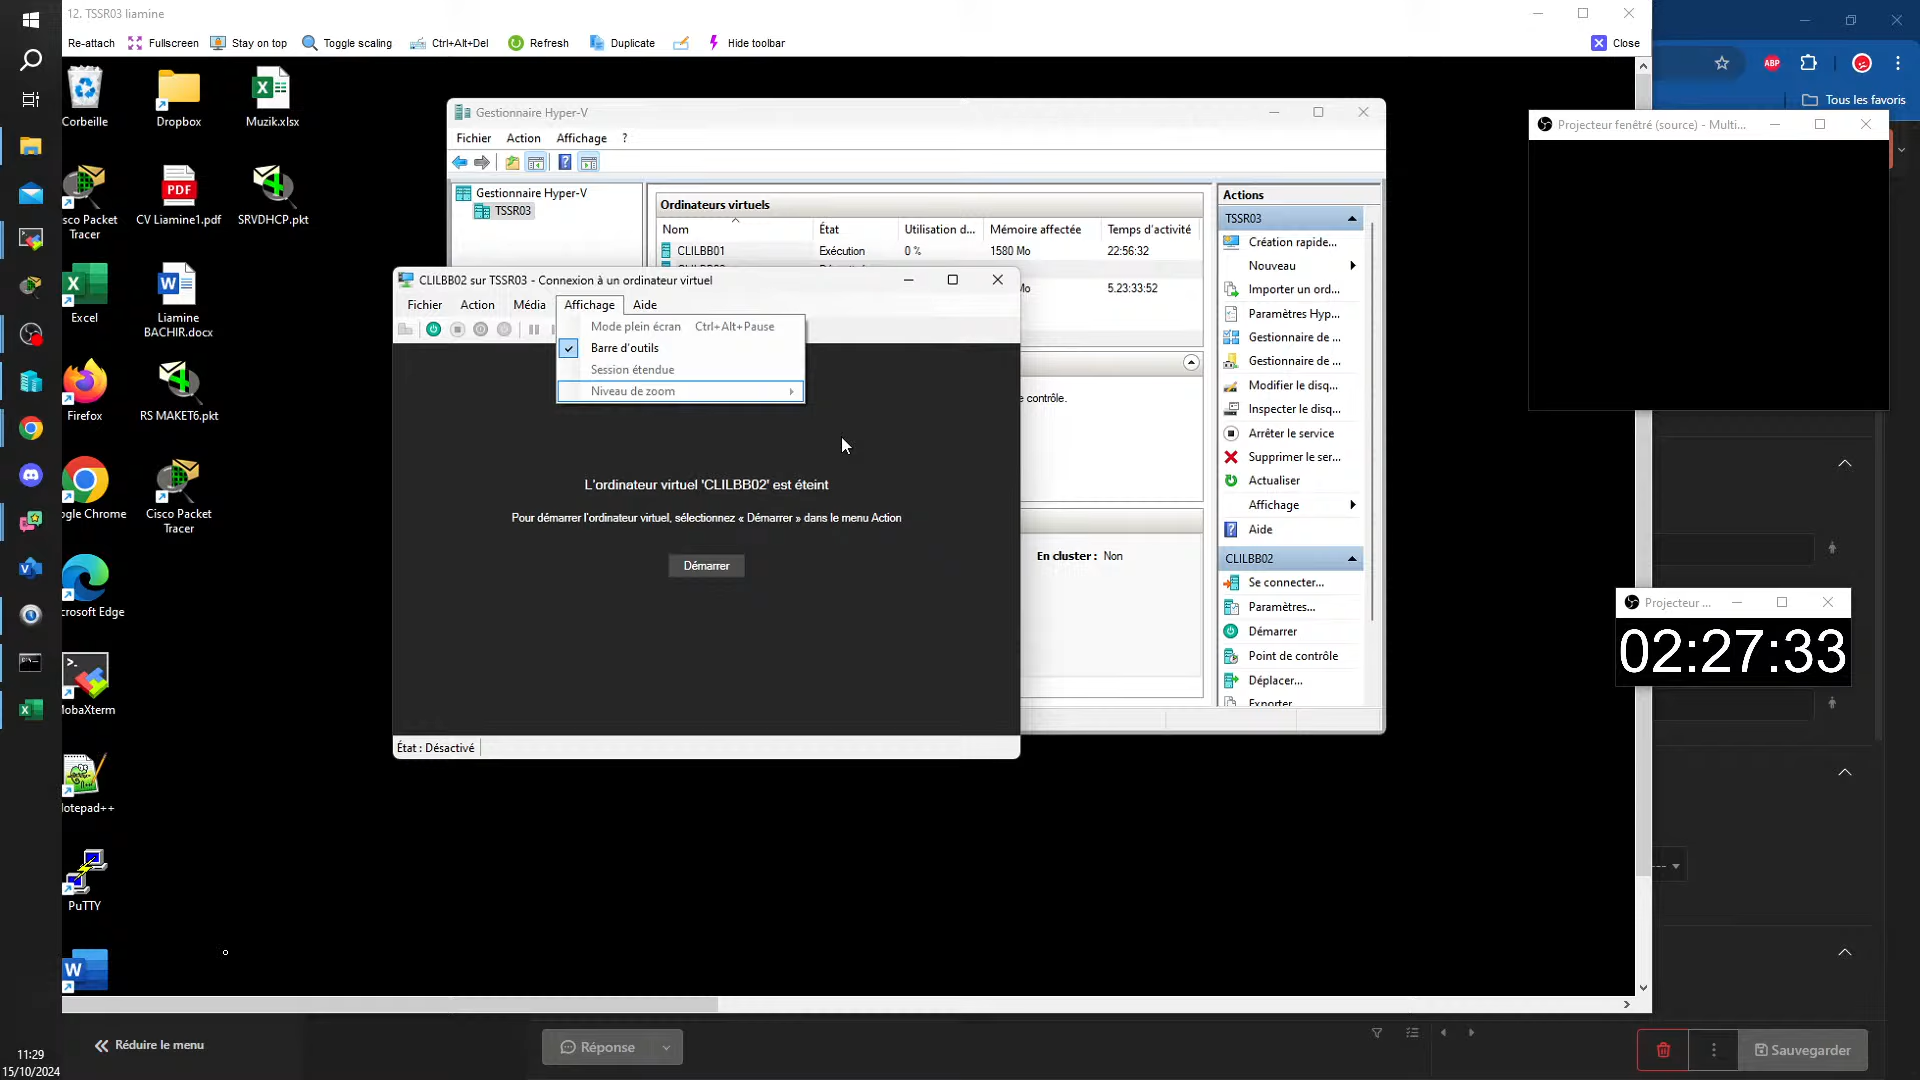 12. TSSR03 liamine
Re-attach
Fullscreen
Stay on top
Toggle scaling
Ctrl+Alt+Del
Refresh
Duplicate
Hide toolbar
Close
Corbeille
Dropbox
Muzik.xlsx
sco Packet
Tracer
CV Liamine1.pdf
SRVDHCP.pkt
Excel
Liamine
BACHIR.docx
Firefox
RS MAKET6.pkt
gle Chrome
Cisco Packet
Tracer
crosoft Edge
MobaXterm
otepad++
PuTTY
Gestionnaire Hyper-V
Fichier
Action
Affichage
?
Gestionnaire Hyper-V
TSSR03
Ordinateurs virtuels
Nom
État
Utilisation d...
Mémoire affectée
Temps d'activité
CLILBB01
Exécution
0 %
1580 Mo
22:56:32
Mo
5.23:33:52
e contrôle.
En cluster : Non
Actions
TSSR03
Création rapide...
Nouveau
Importer un ord...
Paramètres Hyp...
Gestionnaire de ...
Gestionnaire de ...
Modifier le disq...
Inspecter le disq...
Arrêter le service
Supprimer le ser...
Actualiser
Affichage
Aide
CLILBB02
Se connecter...
Paramètres...
Démarrer
Point de contrôle
Déplacer...
Exporter
CLILBB02 sur TSSR03 - Connexion à un ordinateur virtuel
Fichier
Action
Média
Affichage
Aide
Mode plein écran Ctrl+Alt+Pause
Barre d'outils
Session étendue
Niveau de zoom
L'ordinateur virtuel 'CLILBB02' est éteint
Pour démarrer l'ordinateur virtuel, sélectionnez « Démarrer » dans le menu Action
Démarrer
État : Désactivé
ABP
Tous les favoris
Projecteur fenêtré (source) - Multi...
Projecteur ...
02:27:33
Réduire le menu
Réponse
Sauvegarder
11:29
15/10/2024